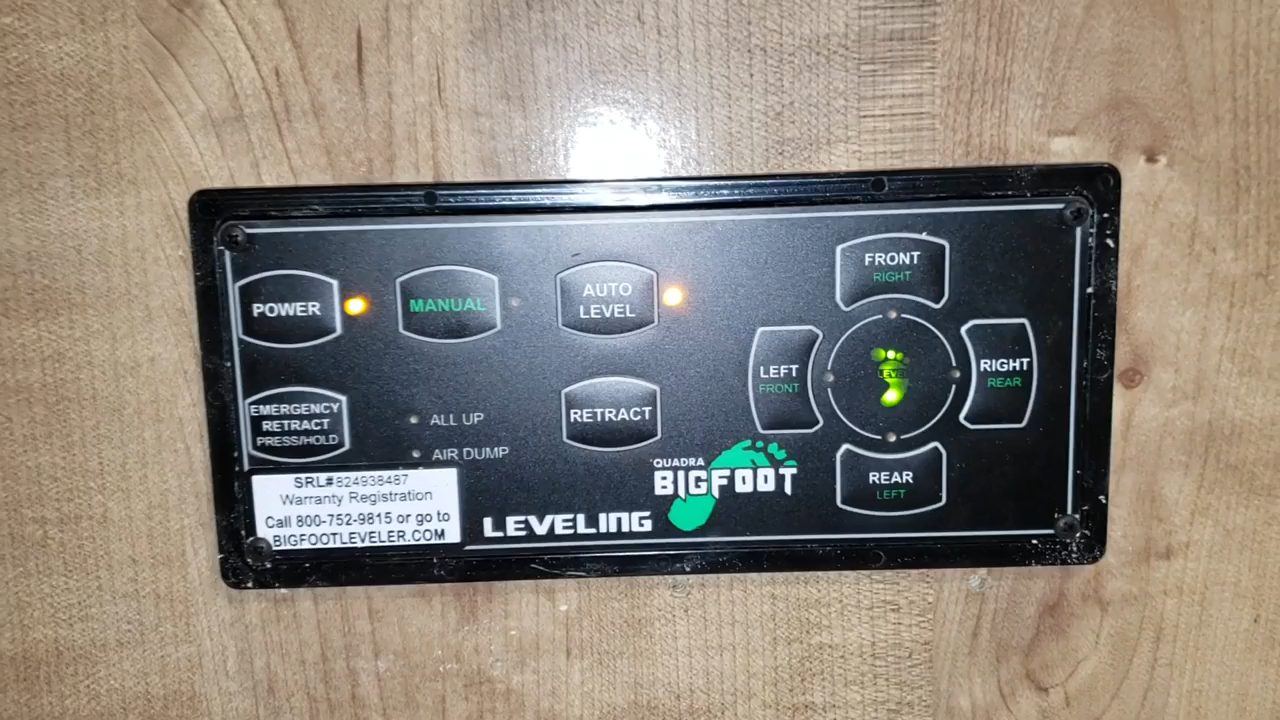 POWER
MANUAL
AUTO
LEVEL
FRONT
RIGHT
LEFT
FRONT
LEVEL
RIGHT
REAR
REAR
LEFT
EMERGENCY
RETRACT
PRESS/HOLD
ALL UP
AIR DUMP
RETRACT
QUADRA
BIGFOOT
LEVELING
SRL#824938487
Warranty Registration
Call 800-752-9815 or go to
BIGFOOTLEVELER.COM